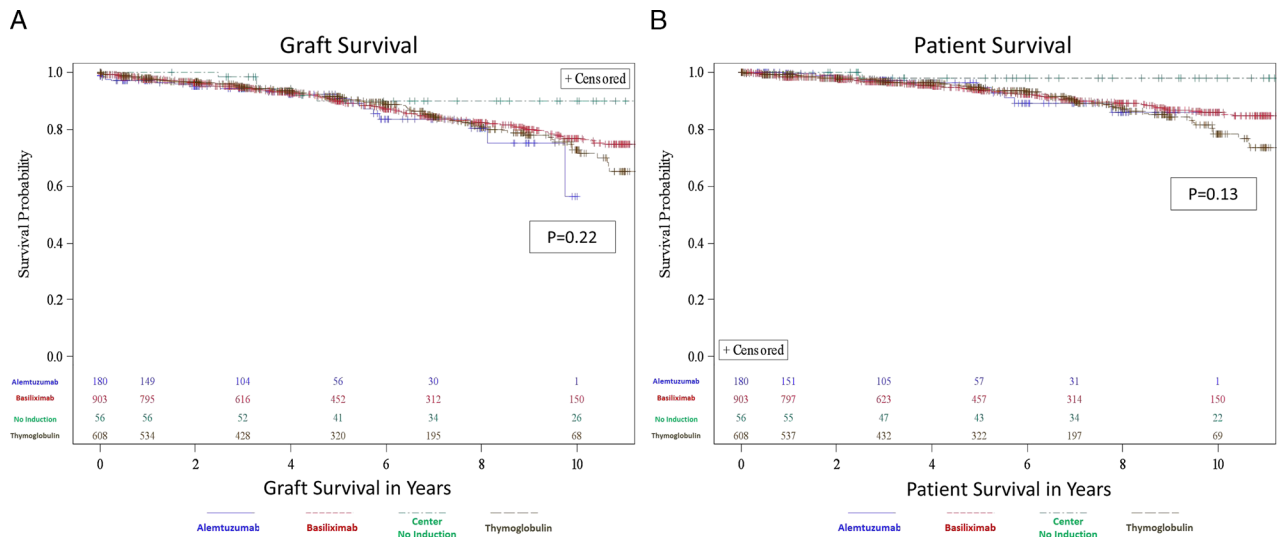 A
Graft Survival
+ Censored
Survival Probability
1.0
0.8
0.6
0.4
0.2
0.0
P=0.22
Alemtuzumab 180 149 104 56 30 1
Basiliximab 903 795 616 452 312 150
No Induction 56 56 52 41 34 26
Thymoglobulin 608 534 428 320 195 68
0 2 4 6 8 10
Graft Survival in Years
Alemtuzumab Basiliximab Center No Induction Thymoglobulin
B
Patient Survival
Survival Probability
1.0
0.8
0.6
0.4
0.2
0.0
P=0.13
+ Censored
Alemtuzumab 180 151 105 57 31 1
Basiliximab 903 797 623 457 314 150
No Induction 56 55 47 43 34 22
Thymoglobulin 608 537 432 322 197 69
0 2 4 6 8 10
Patient Survival in Years
Alemtuzumab Basiliximab Center No Induction Thymoglobulin